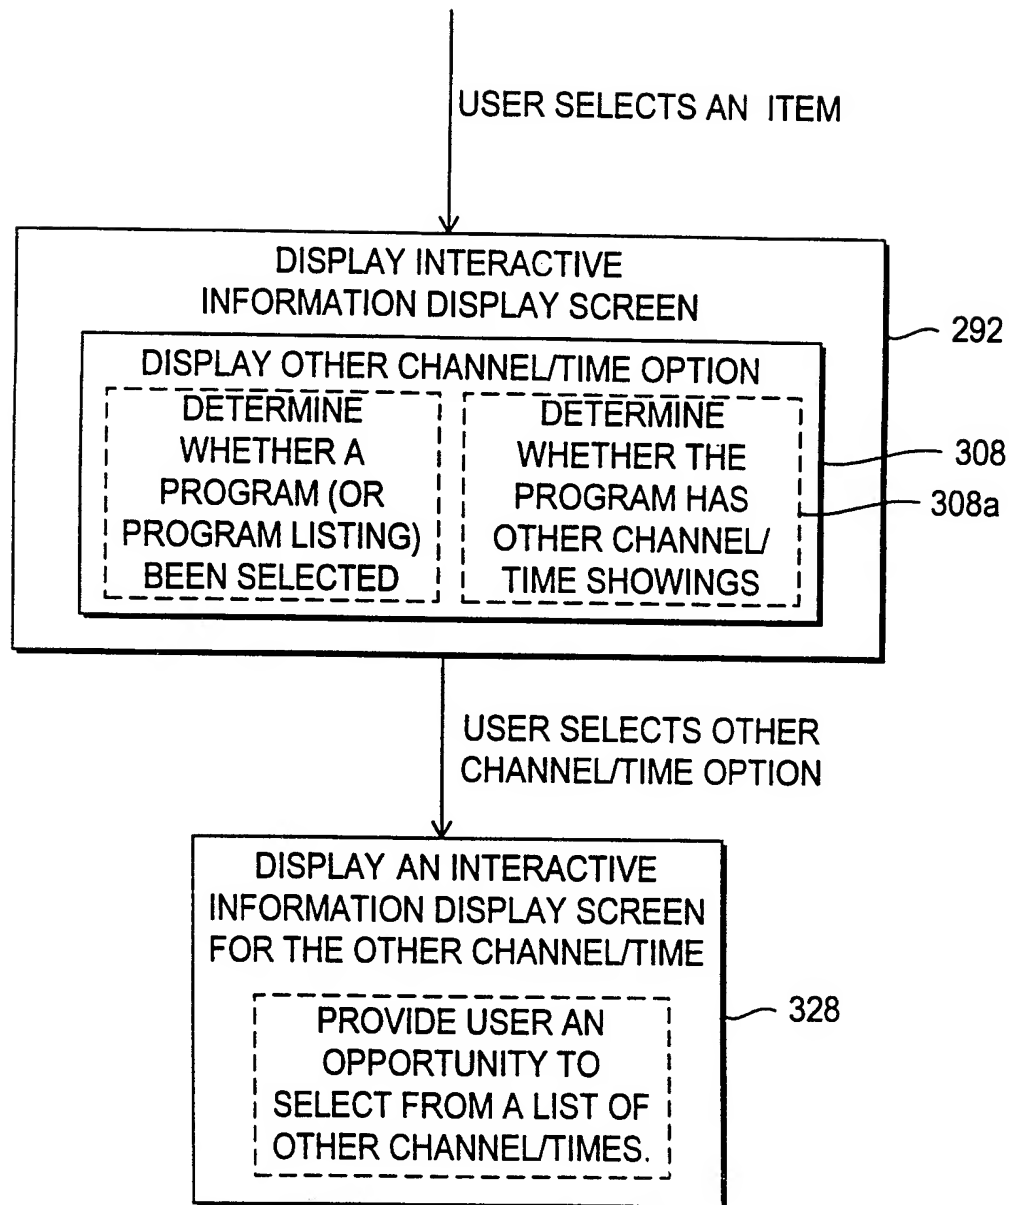 USER SELECTS AN ITEM
DISPLAY INTERACTIVE
INFORMATION DISPLAY SCREEN
292
DISPLAY OTHER CHANNEL/TIME OPTION
308
DETERMINE
WHETHER A
PROGRAM (OR
PROGRAM LISTING)
BEEN SELECTED
DETERMINE
WHETHER THE
PROGRAM HAS
OTHER CHANNEL/
TIME SHOWINGS
308a
USER SELECTS OTHER
CHANNEL/TIME OPTION
DISPLAY AN INTERACTIVE
INFORMATION DISPLAY SCREEN
FOR THE OTHER CHANNEL/TIME
328
PROVIDE USER AN
OPPORTUNITY TO
SELECT FROM A LIST OF
OTHER CHANNEL/TIMES.